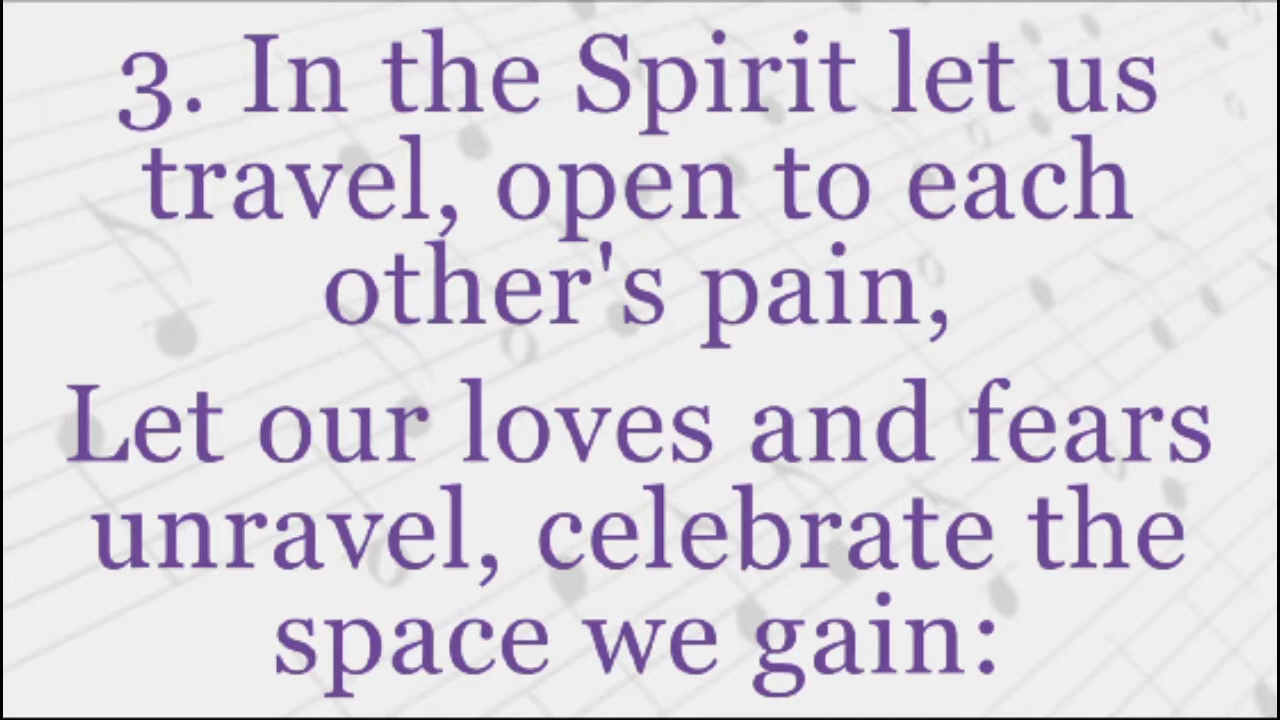 3. In the Spirit let us
travel, open to each
other's pain,
Let our loves and fears
unravel, celebrate the
space we gain: